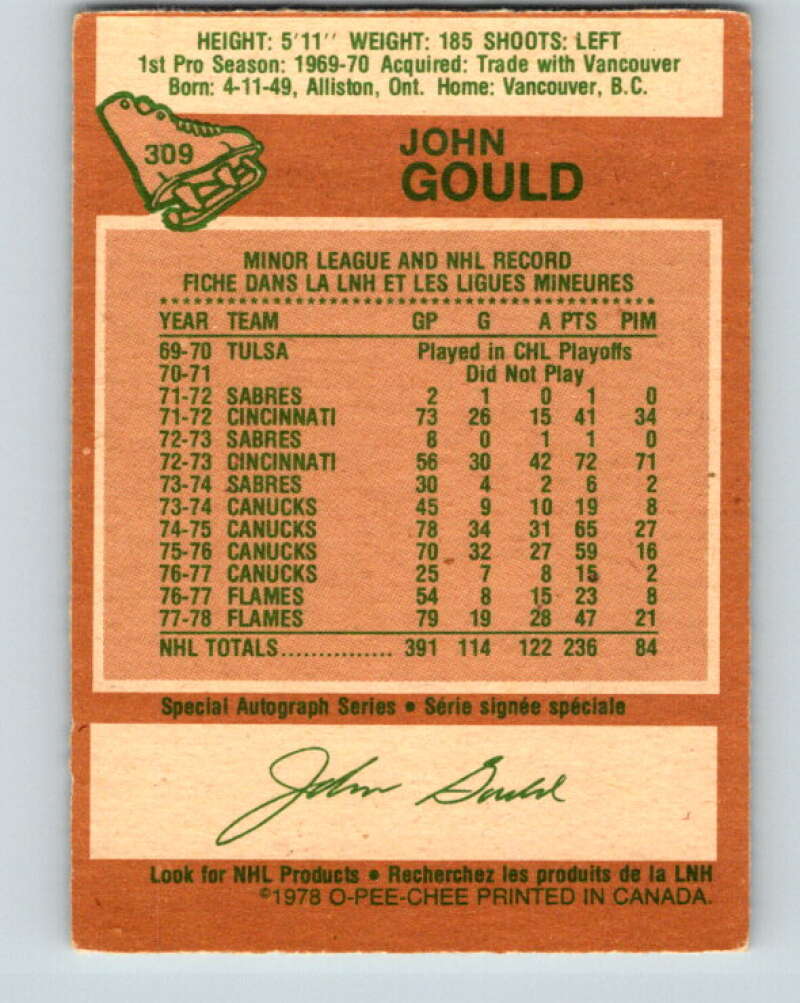 HEIGHT: 5'11'' WEIGHT: 185 SHOOTS: LEFT
1st Pro Season: 1969-70 Acquired: Trade with Vancouver
Born: 4-11-49, Alliston, Ont. Home: Vancouver, B.C.
309
JOHN
GOULD
MINOR LEAGUE AND NHL RECORD
FICHE DANS LA LNH ET LES LIGUES MINEURES
YEAR TEAM GP G A PTS PIM
69-70 TULSA Played in CHL Playoffs
70-71 Did Not Play
71-72 SABRES 2 1 0 1 0
71-72 CINCINNATI 73 26 15 41 34
72-73 SABRES 8 0 1 1 0
72-73 CINCINNATI 56 30 42 72 71
73-74 SABRES 30 4 2 6 2
73-74 CANUCKS 45 9 10 19 8
74-75 CANUCKS 78 34 31 65 27
75-76 CANUCKS 70 32 27 59 16
76-77 CANUCKS 25 7 8 15 2
76-77 FLAMES 54 8 15 23 8
77-78 FLAMES 79 19 28 47 21
NHL TOTALS............... 391 114 122 236 84
Special Autograph Series • Série signée spéciale
John Gould
Look for NHL Products • Recherchez les produits de la LNH
©1978 O-PEE-CHEE PRINTED IN CANADA.